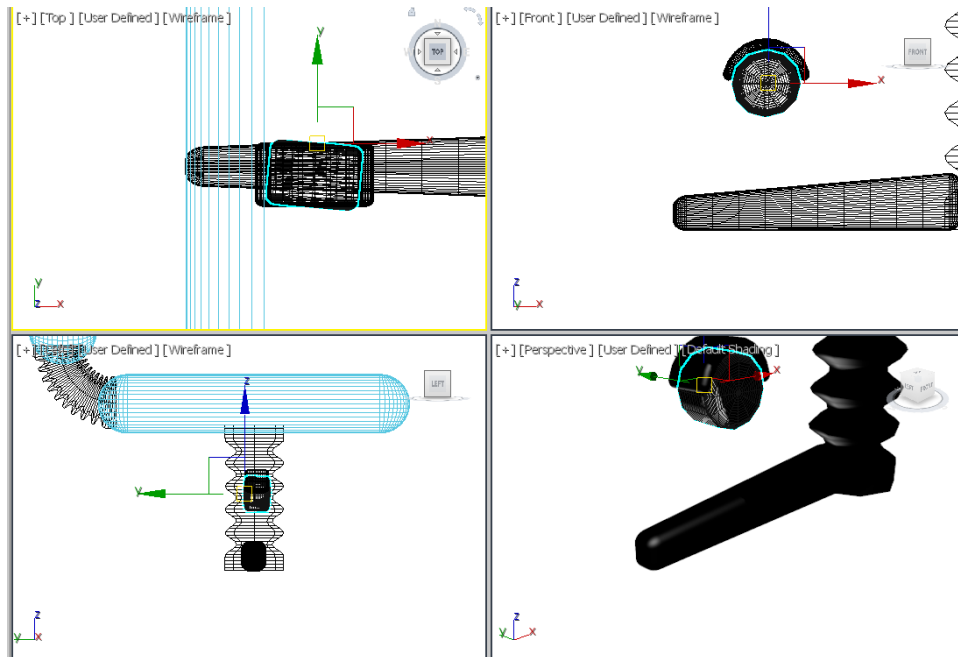 [+] [Top ] [User Defined ] [Wireframe ]
TOP
y
x
y
z
x
[+] [Front ] [User Defined ] [Wireframe ]
FRONT
x
z
y
x
[+] [User Defined ] [Wireframe ]
LEFT
z
y
z
y
x
[+] [Perspective ] [User Defined ] [Default Shading ]
FRONT
y
x
z
y
x